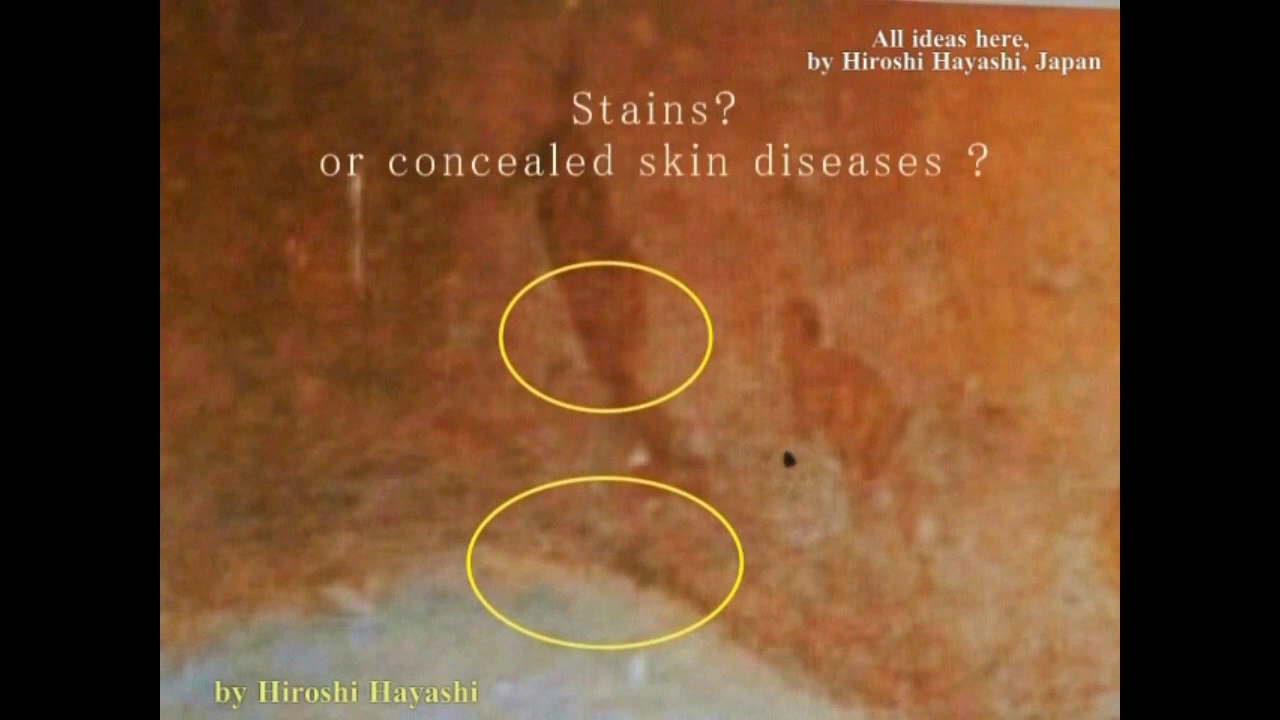 All ideas here,
by Hiroshi Hayashi, Japan
Stains?
or concealed skin diseases ?
by Hiroshi Hayashi